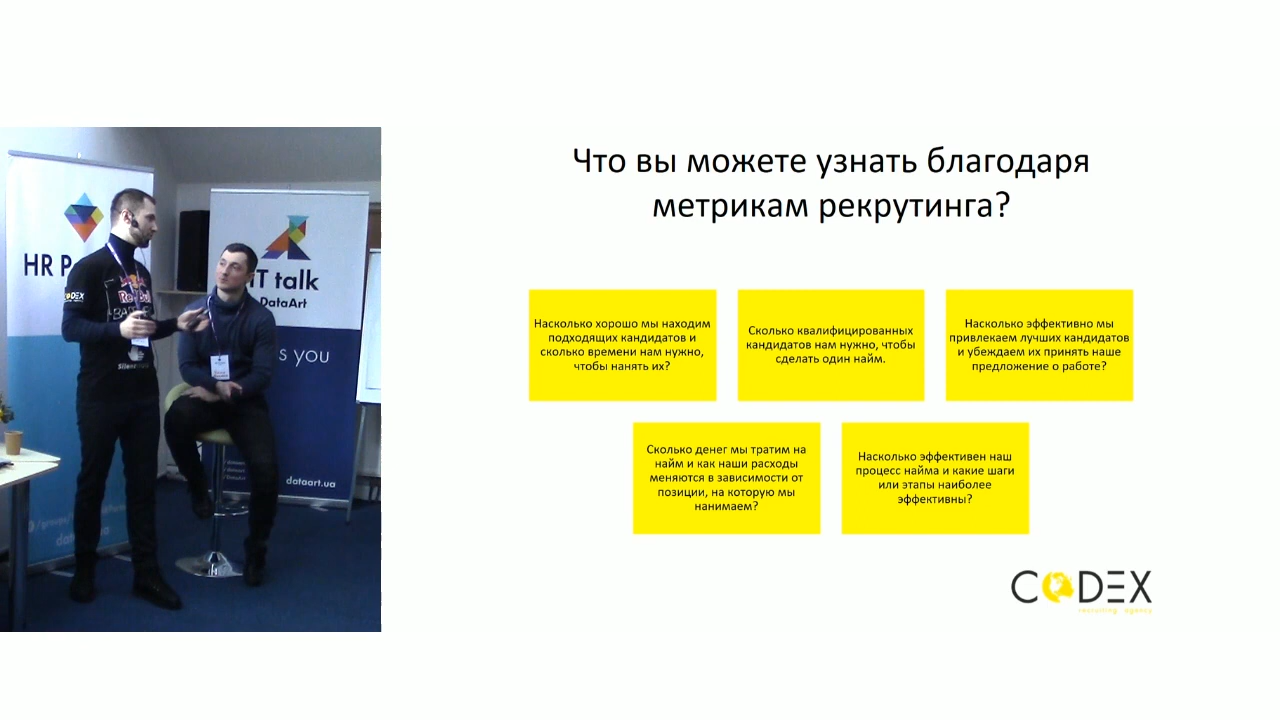 Что вы можете узнать благодаря
метрикам рекрутинга?
Насколько хорошо мы находим
подходящих кандидатов и
сколько времени нам нужно,
чтобы нанять их?
Сколько квалифицированных
кандидатов нам нужно, чтобы
сделать один найм.
Насколько эффективно мы
привлекаем лучших кандидатов
и убеждаем их принять наше
предложение о работе?
Сколько денег мы тратим на
найм и как наши расходы
меняются в зависимости от
позиции, на которую мы
нанимаем?
Насколько эффективен наш
процесс найма и какие шаги
или этапы наиболее
эффективны?
CODEX
recruiting agency
HR P
IT talk
DataArt
s you
dataart.ua
CODEX
Red Bull